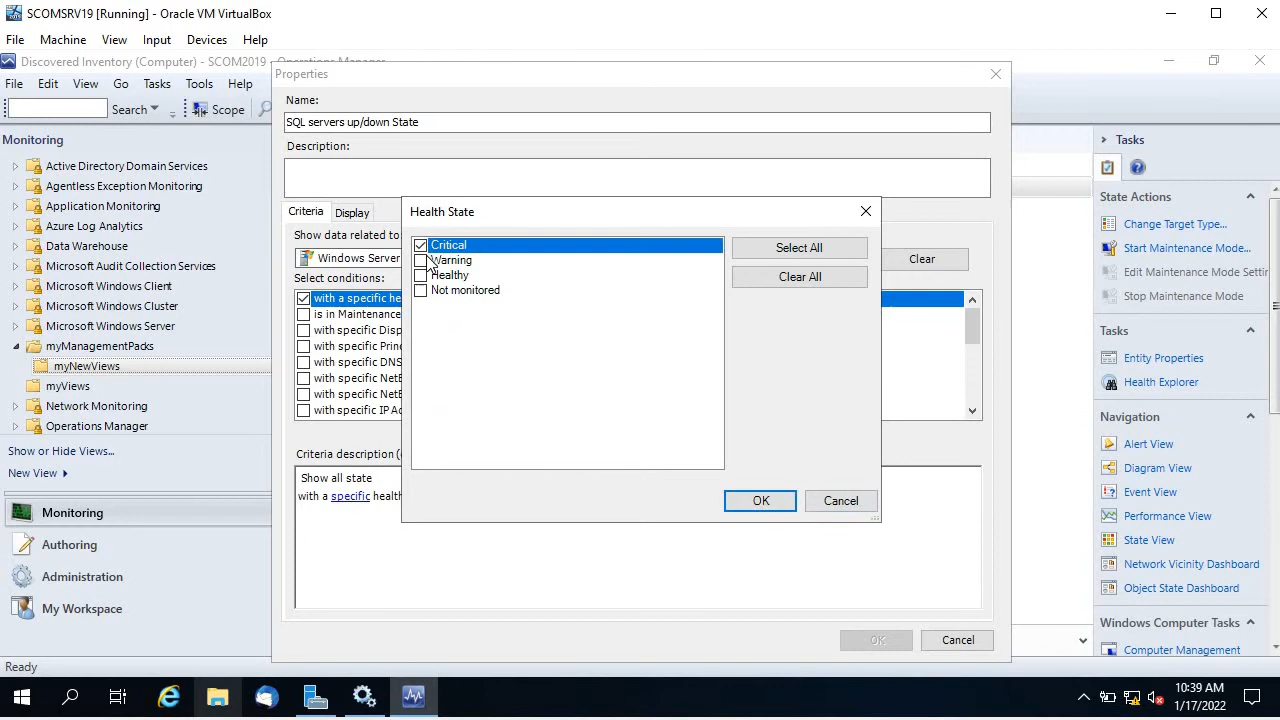 SCOMSRV19 [Running] - Oracle VM VirtualBox
File Machine View Input Devices Help
Discovered Inventory (Computer) - SCOM2019 - Operations Manager
File Edit View Go Tasks Tools Help
Search Scope
Monitoring
Active Directory Domain Services
Agentless Exception Monitoring
Application Monitoring
Azure Log Analytics
Data Warehouse
Microsoft Audit Collection Services
Microsoft Windows Client
Microsoft Windows Cluster
Microsoft Windows Server
myManagementPacks
myNewViews
myViews
Network Monitoring
Operations Manager
Show or Hide Views...
New View
Monitoring
Authoring
Administration
My Workspace
Ready
Properties
Name:
SQL servers up/down State
Description:
Criteria Display
Show data related to
Windows Server
Clear
Select conditions:
with a specific he
is in Maintenance
with specific Disp
with specific Princ
with specific DNS
with specific NetB
with specific NetB
with specific IP Ac
Criteria description (
Show all state
with a specific health
OK Cancel
Health State
Critical
Warning
Healthy
Not monitored
Select All
Clear All
OK Cancel
Tasks
State Actions
Change Target Type...
Start Maintenance Mode...
Edit Maintenance Mode Setti
Stop Maintenance Mode
Tasks
Entity Properties
Health Explorer
Navigation
Alert View
Diagram View
Event View
Performance View
State View
Network Vicinity Dashboard
Object State Dashboard
Windows Computer Tasks
Computer Management
10:39 AM
1/17/2022